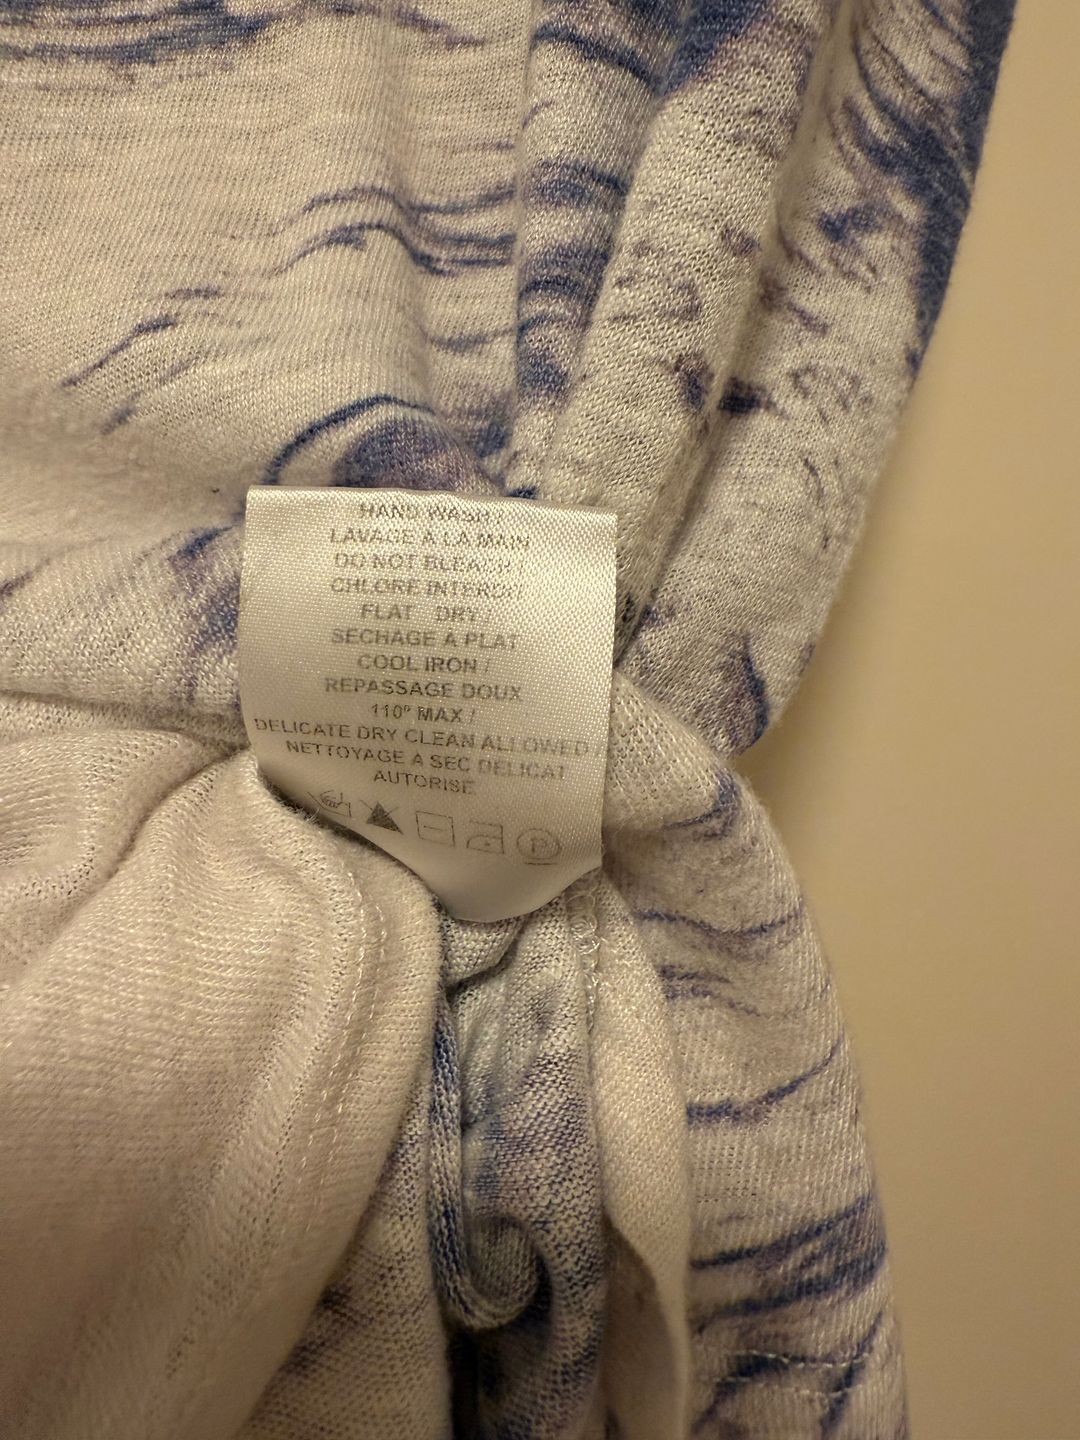 HAND WASH /
LAVAGE A LA MAIN
DO NOT BLEACH /
CHLORE INTERDIT
FLAT DRY /
SECHAGE A PLAT
COOL IRON /
REPASSAGE DOUX
110° MAX /
DELICATE DRY CLEAN ALLOWED /
NETTOYAGE A SEC DELICAT
AUTORISE
P